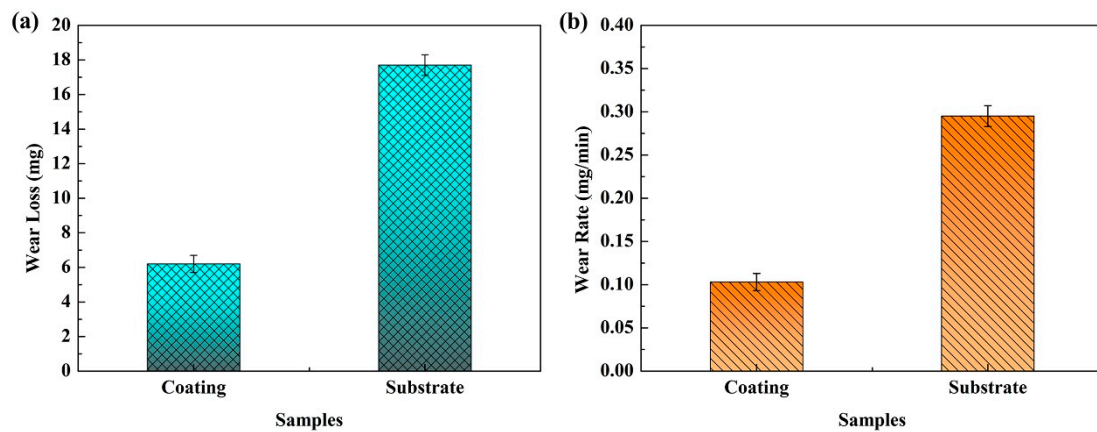 (a)
Wear Loss (mg)
20
18
16
14
12
10
8
6
4
2
0
Coating
Substrate
Samples
(b)
Wear Rate (mg/min)
0.40
0.35
0.30
0.25
0.20
0.15
0.10
0.05
0.00
Coating
Substrate
Samples